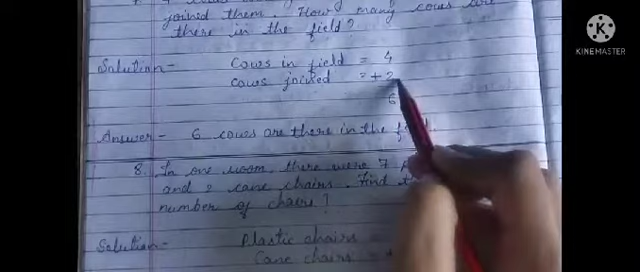 joined them. How many cows are
there in the field?
KINEMASTER
Solution- Cows in field = 4
cows joined = + 2
6
Answer- 6 cows are there in the
8. In one room there were 7
and 2 cane chairs. Find
number of chairs?
Solution- Plastic chairs =
Cane chairs =